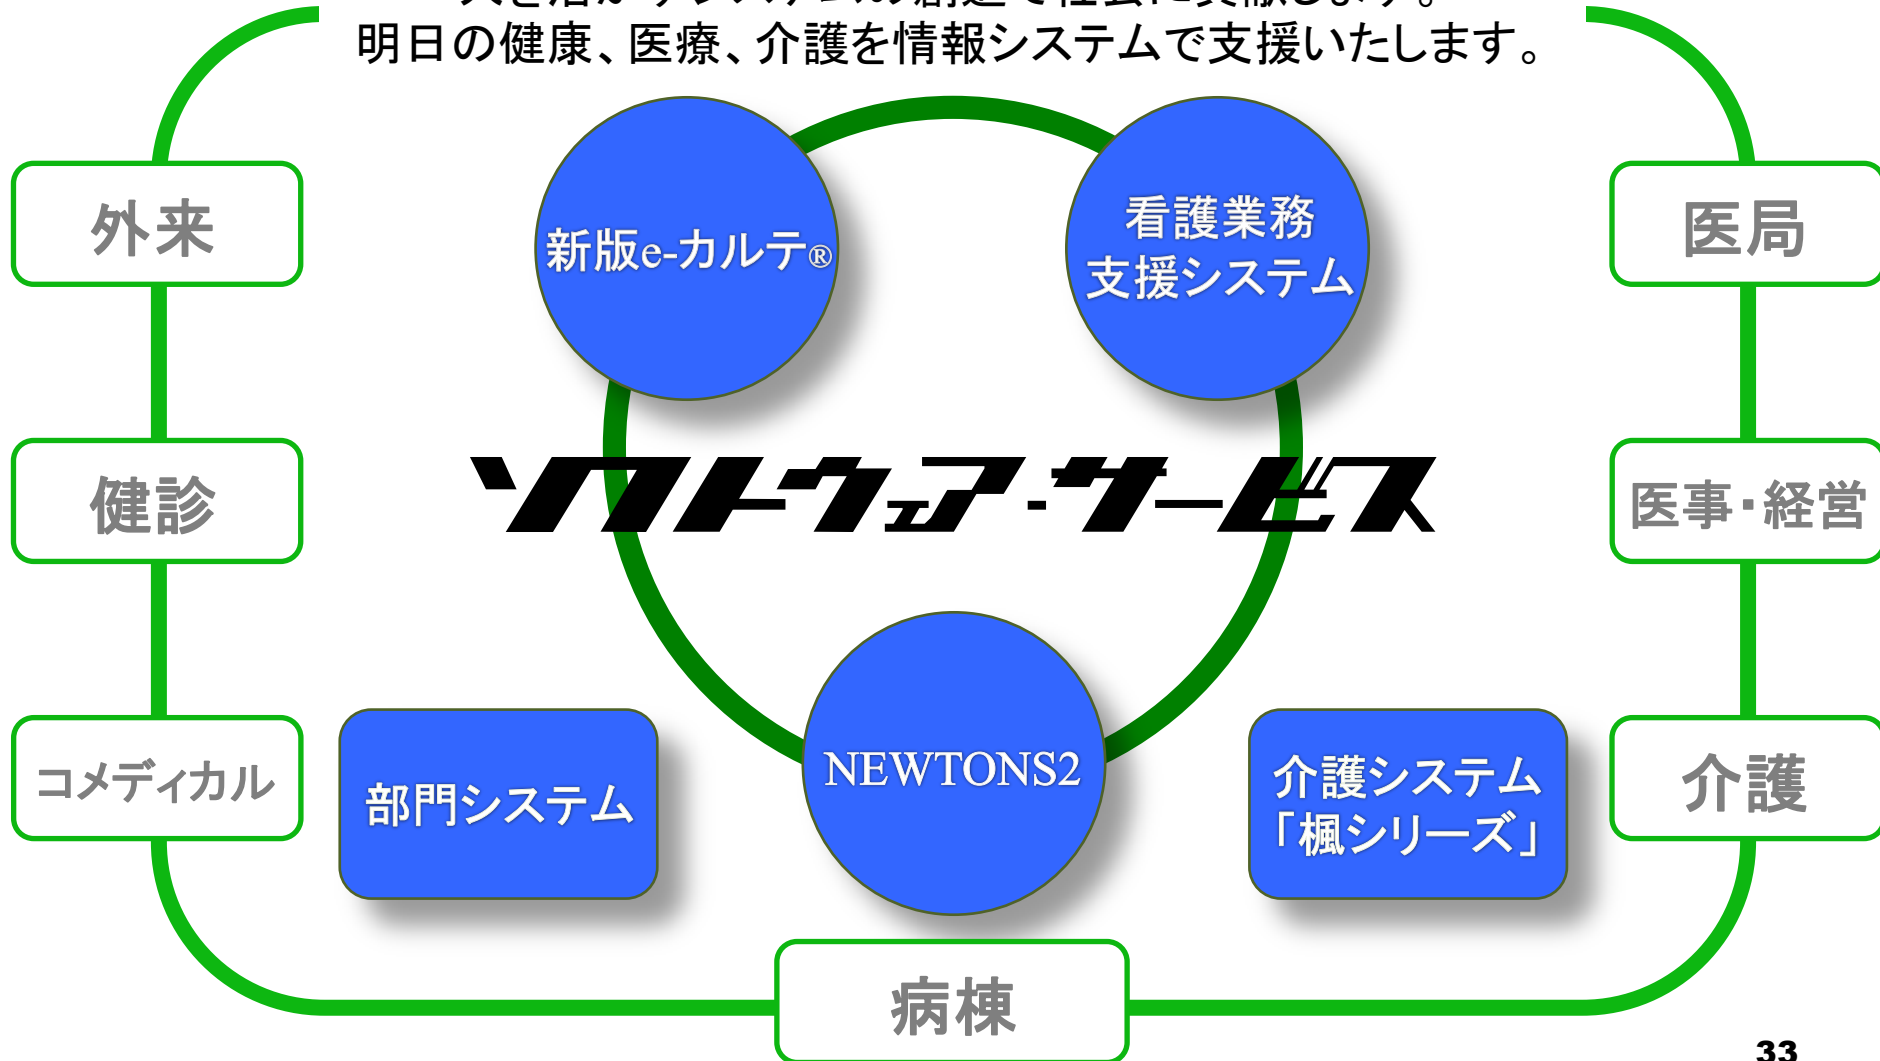 明日の健康、医療、介護を情報システムで支援いたします。
外来
新版e-カルテ®
看護業務
支援システム
医局
ソフトウェア・サービス
健診
医事・経営
コメディカル
部門システム
NEWTONS2
介護システム
「楓シリーズ」
介護
病棟
33